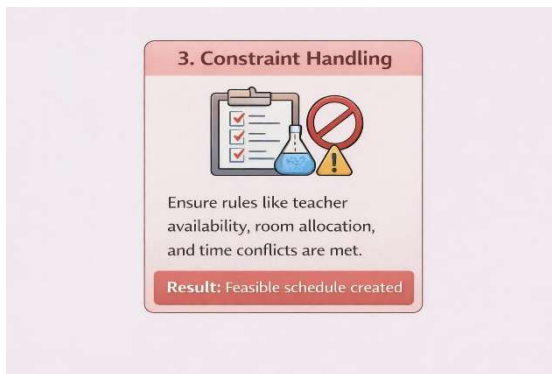 3. Constraint Handling
Ensure rules like teacher
availability, room allocation,
and time conflicts are met.
Result: Feasible schedule created